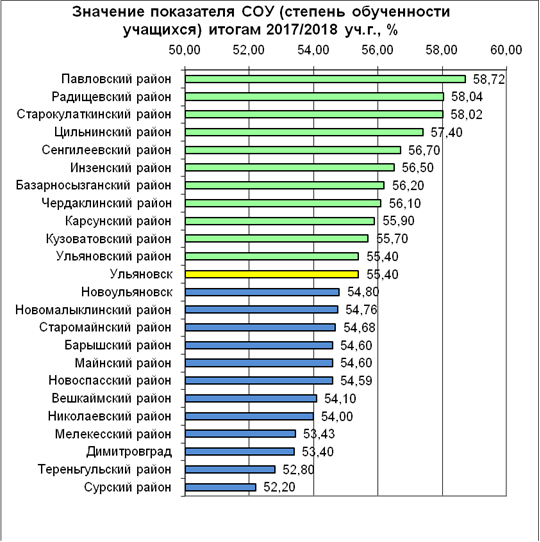 Значение показателя СОУ (степень обученности
учащихся) итогам 2017/2018 уч.г., %
50,00 52,00 54,00 56,00 58,00 60,00
Павловский район 58,72
Радищевский район 58,04
Старокулаткинский район 58,02
Цильнинский район 57,40
Сенгилеевский район 56,70
Инзенский район 56,50
Базарносызганский район 56,20
Чердаклинский район 56,10
Карсунский район 55,90
Кузоватовский район 55,70
Ульяновский район 55,40
Ульяновск 55,40
Новоульяновск 54,80
Новомалыклинский район 54,76
Старомайнский район 54,68
Барышский район 54,60
Майнский район 54,60
Новоспасский район 54,59
Вешкаймский район 54,10
Николаевский район 54,00
Мелекесский район 53,43
Димитровград 53,40
Тереньгульский район 52,80
Сурский район 52,20